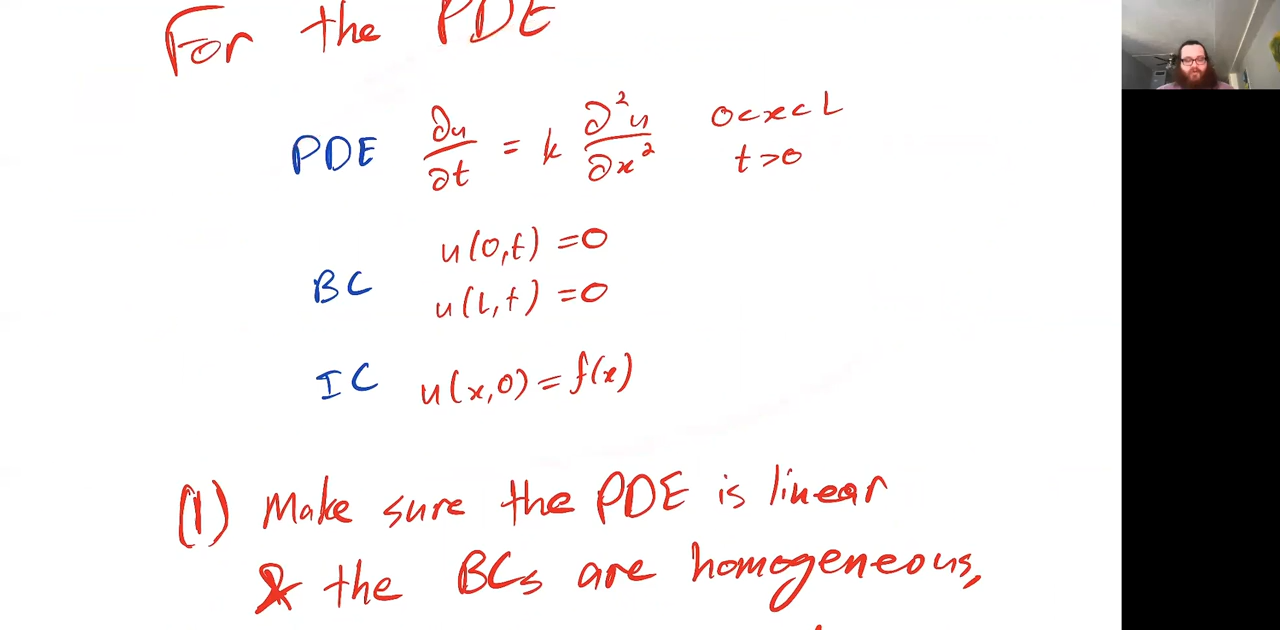 For the PDE
PDE ∂u/∂t = k ∂²u/∂x² 0<x<L
t>0
BC u(0,t) =0
u(L,t) =0
IC u(x,0) = f(x)
(1) Make sure the PDE is linear
& the BCs are homogeneous,